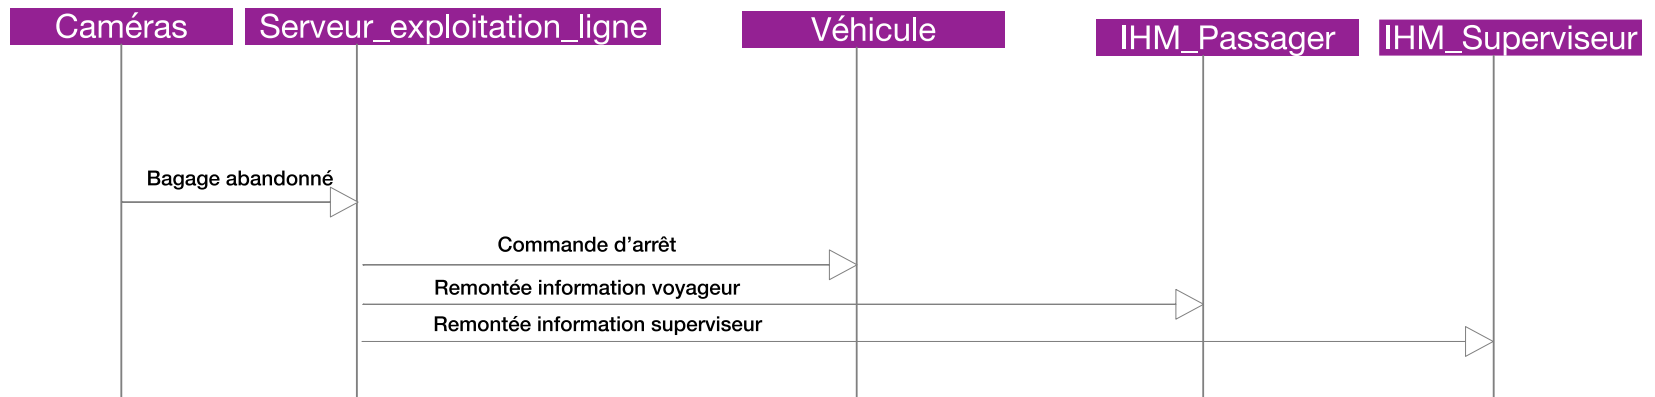 Caméras
Serveur_exploitation_ligne
Véhicule
IHM_Passager
IHM_Superviseur
Bagage abandonné
Commande d’arrêt
Remontée information voyageur
Remontée information superviseur